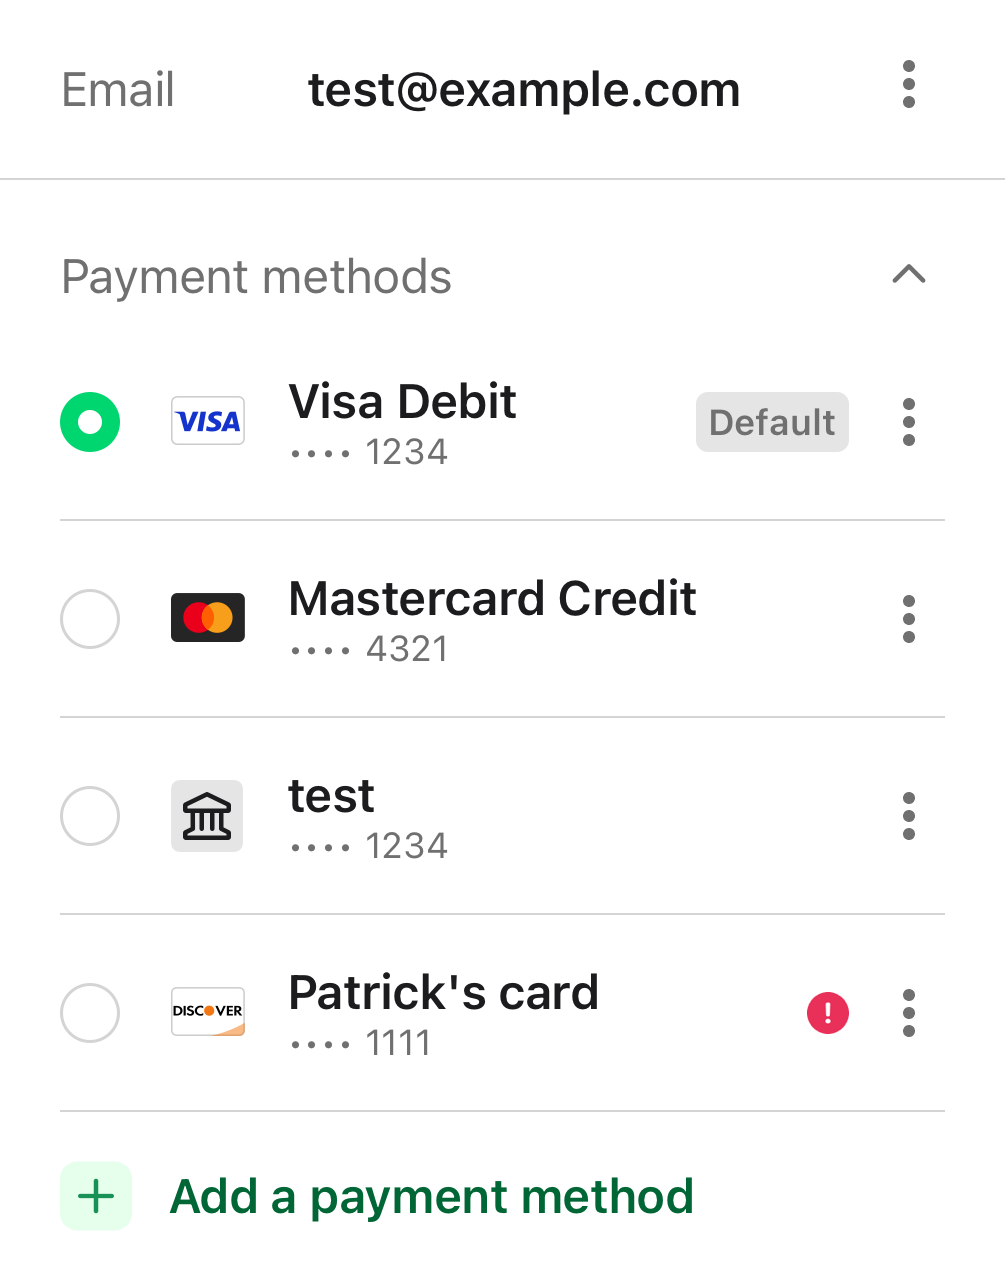 Email test@example.com
Payment methods
VISA Visa Debit Default
•••• 1234
Mastercard Credit
•••• 4321
test
•••• 1234
DISCOVER Patrick's card !
•••• 1111
+ Add a payment method